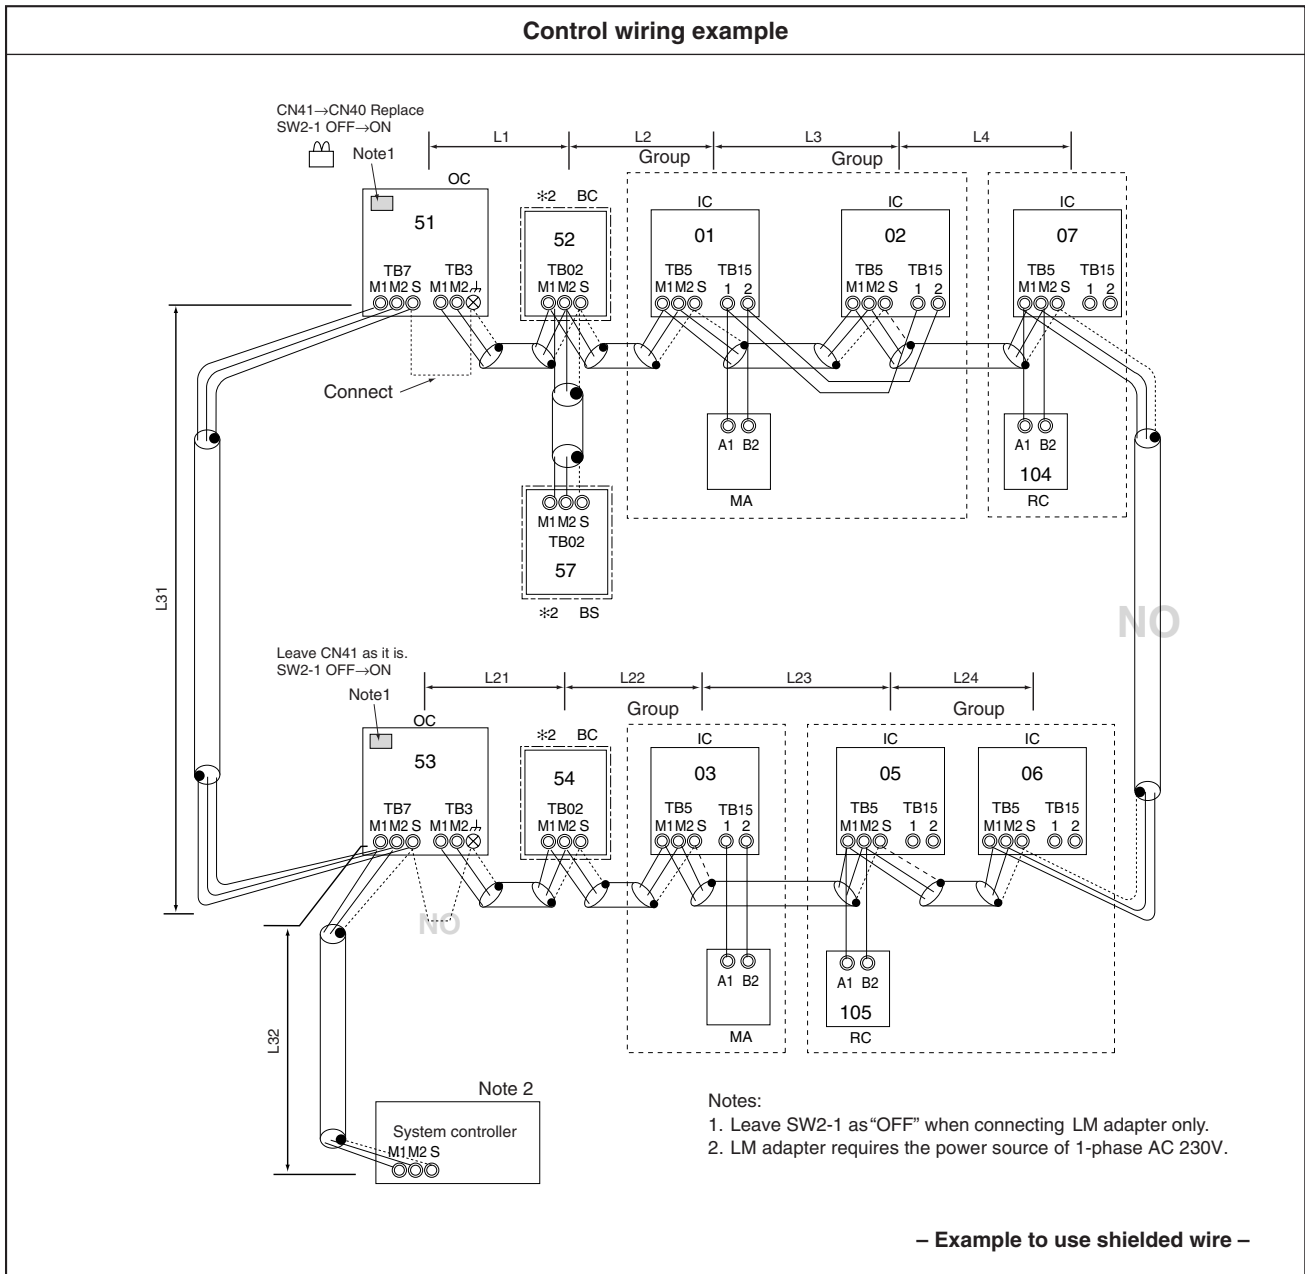 Control wiring example
CN41→CN40 Replace
SW2-1 OFF→ON
Note1
L1
L2
L3
L4
Group
Group
OC
✻2 BC
IC
IC
IC
51
52
01
02
07
TB7 TB3
TB02
TB5 TB15
TB5 TB15
TB5 TB15
M1 M2 S M1 M2
M1 M2 S
M1 M2 S 1 2
M1 M2 S 1 2
M1 M2 S 1 2
Connect
A1 B2
MA
A1 B2
104
RC
M1 M2 S
TB02
57
✻2 BS
L31
NO
Leave CN41 as it is.
SW2-1 OFF→ON
Note1
L21
L22
L23
L24
Group
Group
OC
✻2 BC
IC
IC
IC
53
54
03
05
06
TB7 TB3
TB02
TB5 TB15
TB5 TB15
TB5 TB15
M1 M2 S M1 M2
M1 M2 S
M1 M2 S 1 2
M1 M2 S 1 2
M1 M2 S 1 2
NO
A1 B2
MA
A1 B2
105
RC
L32
Note 2
System controller
M1 M2 S
Notes:
1. Leave SW2-1 as “OFF” when connecting LM adapter only.
2. LM adapter requires the power source of 1-phase AC 230V.
– Example to use shielded wire –